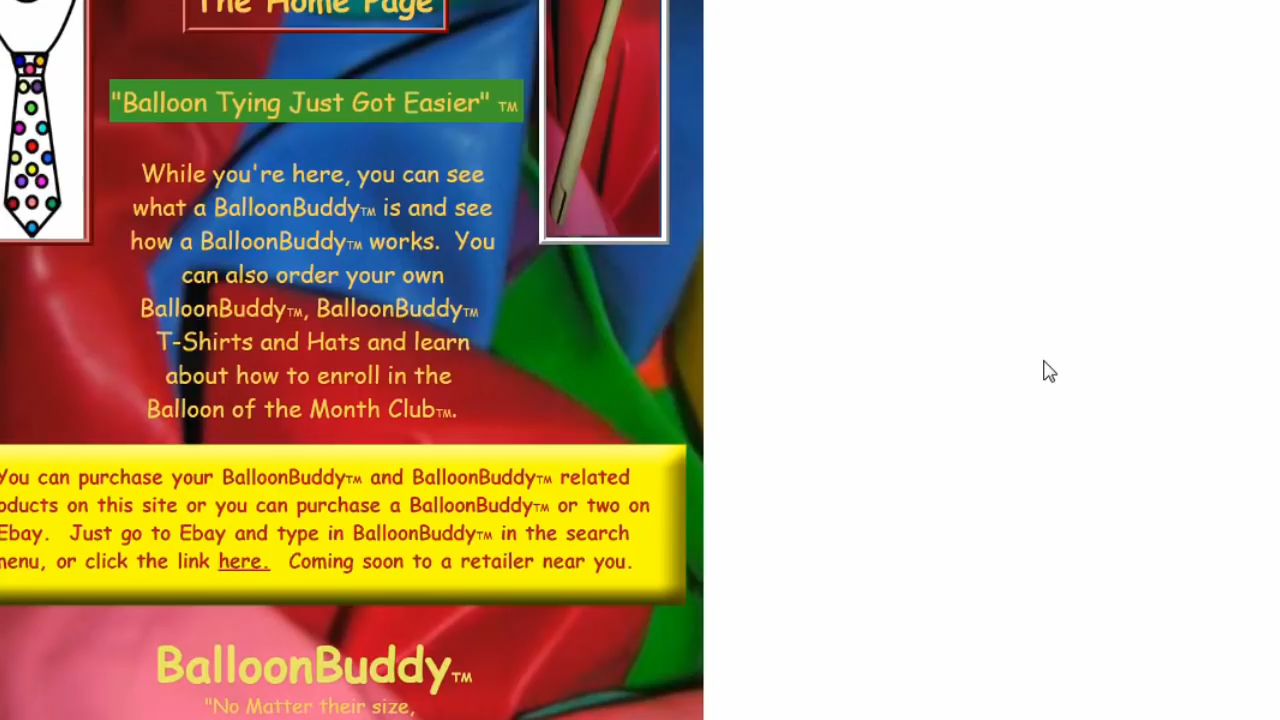 The Home Page
"Balloon Tying Just Got Easier" TM
While you're here, you can see
what a BalloonBuddyTM is and see
how a BalloonBuddyTM works.  You
can also order your own
BalloonBuddyTM, BalloonBuddyTM
T-Shirts and Hats and learn
about how to enroll in the
Balloon of the Month ClubTM.
You can purchase your BalloonBuddyTM and BalloonBuddyTM related
oducts on this site or you can purchase a BalloonBuddyTM or two on
Ebay.  Just go to Ebay and type in BalloonBuddyTM in the search
menu, or click the link here.  Coming soon to a retailer near you.
BalloonBuddyTM
"No Matter their size,